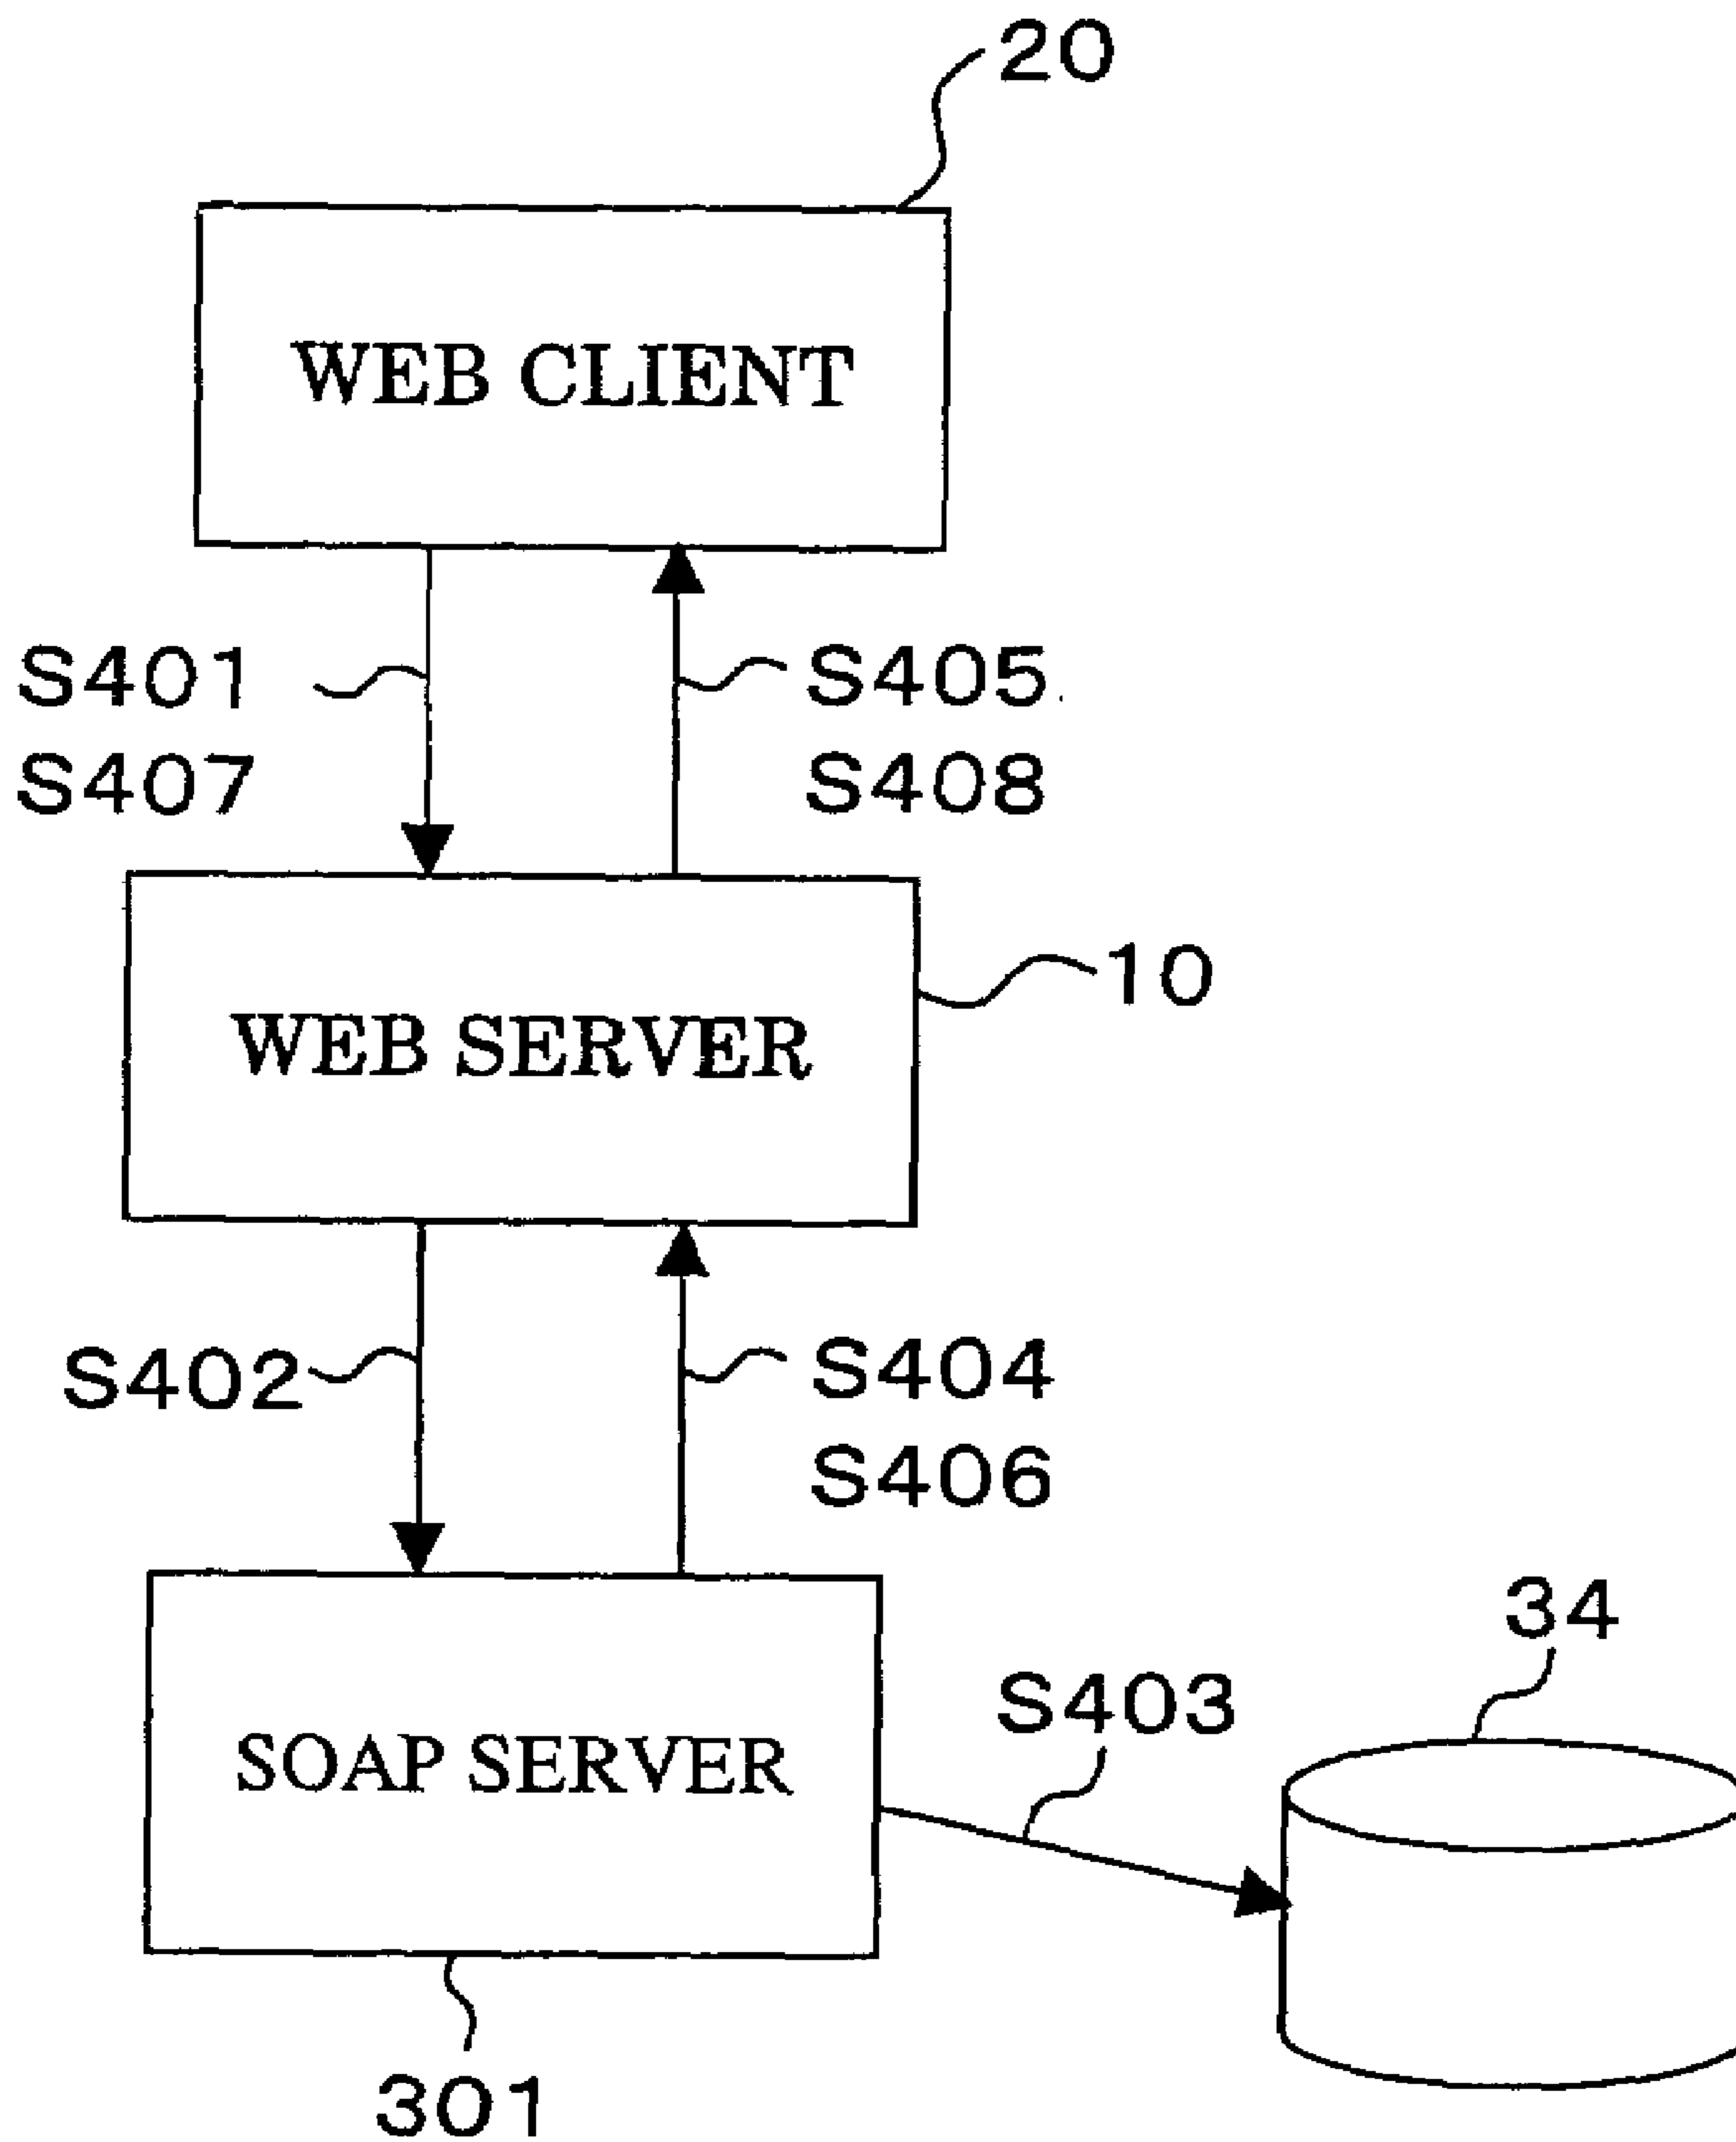 20
WEB CLIENT
S401
S405
S407
S408
10
WEB SERVER
S402
S404
S406
34
S403
SOAP SERVER
301